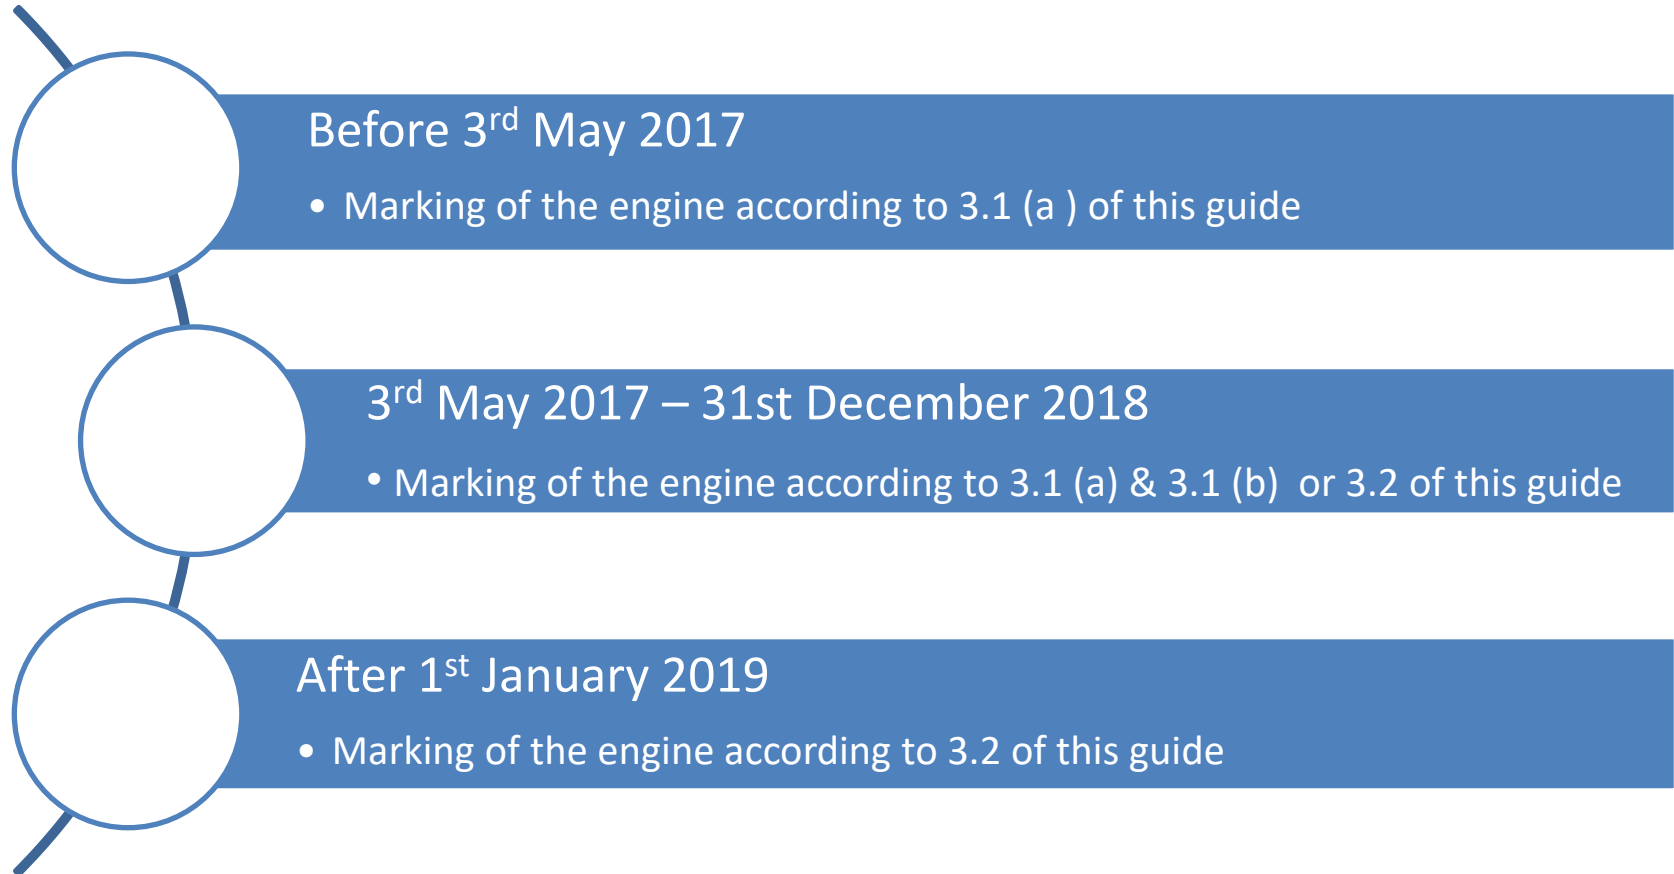 Before 3rd May 2017
• Marking of the engine according to 3.1 (a ) of this guide
3rd May 2017 – 31st December 2018
• Marking of the engine according to 3.1 (a) & 3.1 (b)  or 3.2 of this guide
After 1st January 2019
• Marking of the engine according to 3.2 of this guide